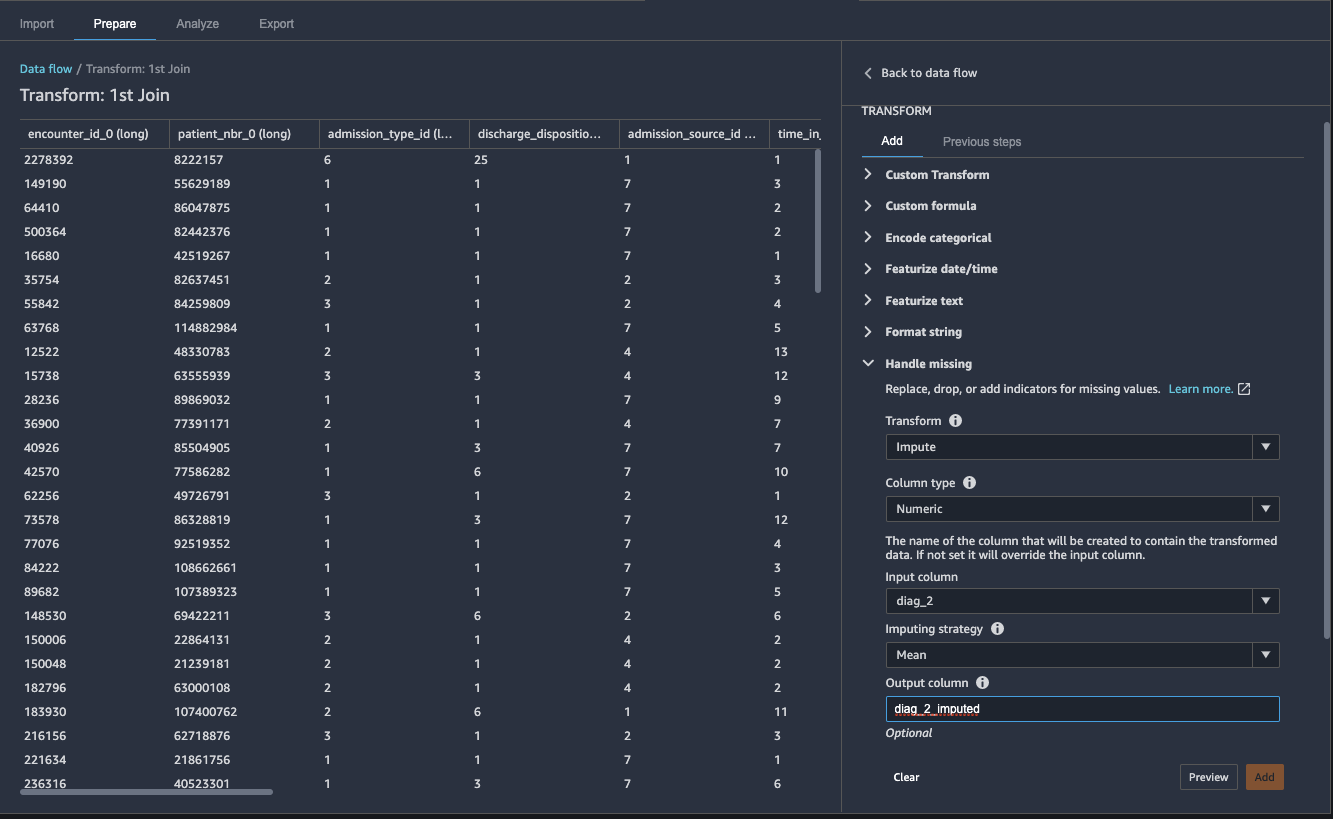 Import Prepare Analyze Export
Data flow / Transform: 1st Join
Transform: 1st Join
encounter_id_0 (long) patient_nbr_0 (long) admission_type_id (l... discharge_dispositio... admission_source_id ... time_in_
2278392 8222157 6 25 1 1
149190 55629189 1 1 7 3
64410 86047875 1 1 7 2
500364 82442376 1 1 7 2
16680 42519267 1 1 7 1
35754 82637451 2 1 2 3
55842 84259809 3 1 2 4
63768 114882984 1 1 7 5
12522 48330783 2 1 4 13
15738 63555939 3 3 4 12
28236 89869032 1 1 7 9
36900 77391171 2 1 4 7
40926 85504905 1 3 7 7
42570 77586282 1 6 7 10
62256 49726791 3 1 2 1
73578 86328819 1 3 7 12
77076 92519352 1 1 7 4
84222 108662661 1 1 7 3
89682 107389323 1 1 7 5
148530 69422211 3 6 2 6
150006 22864131 2 1 4 2
150048 21239181 2 1 4 2
182796 63000108 2 1 4 2
183930 107400762 2 6 1 11
216156 62718876 3 1 2 3
221634 21861756 1 1 7 1
236316 40523301 1 3 7 6
Back to data flow
TRANSFORM
Add Previous steps
Custom Transform
Custom formula
Encode categorical
Featurize date/time
Featurize text
Format string
Handle missing
Replace, drop, or add indicators for missing values. Learn more.
Transform
Impute
Column type
Numeric
The name of the column that will be created to contain the transformed
data. If not set it will override the input column.
Input column
diag_2
Imputing strategy
Mean
Output column
diag_2_imputed
Optional
Clear Preview Add